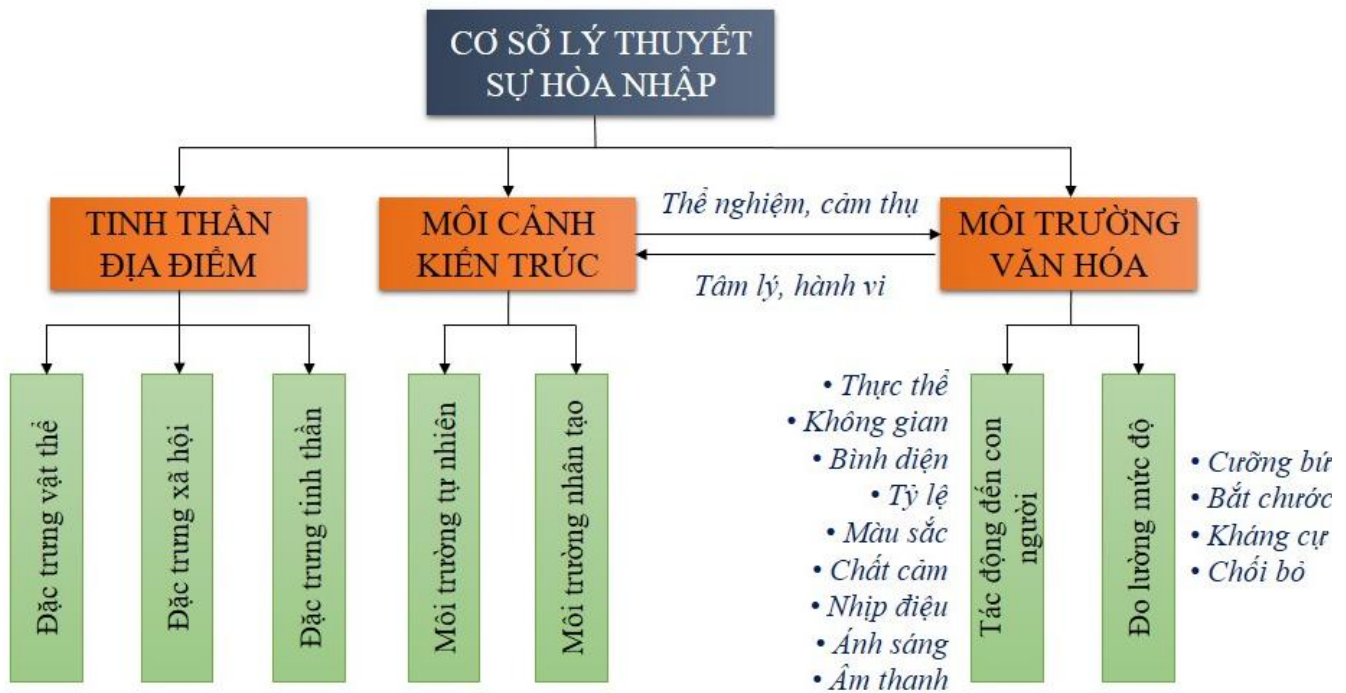 CƠ SỞ LÝ THUYẾT
SỰ HÒA NHẬP
TINH THẦN
ĐỊA ĐIỂM
MÔI CẢNH
KIẾN TRÚC
Thể nghiệm, cảm thụ
Tâm lý, hành vi
MÔI TRƯỜNG
VĂN HÓA
Đặc trưng vật thể
Đặc trưng xã hội
Đặc trưng tinh thần
Môi trường tự nhiên
Môi trường nhân tạo
• Thực thể
• Không gian
• Bình diện
• Tỷ lệ
• Màu sắc
• Chất cảm
• Nhịp điệu
• Ánh sáng
• Âm thanh
Tác động đến con
người
Đo lường mức độ
• Cưỡng bứ
• Bắt chước
• Kháng cự
• Chối bỏ